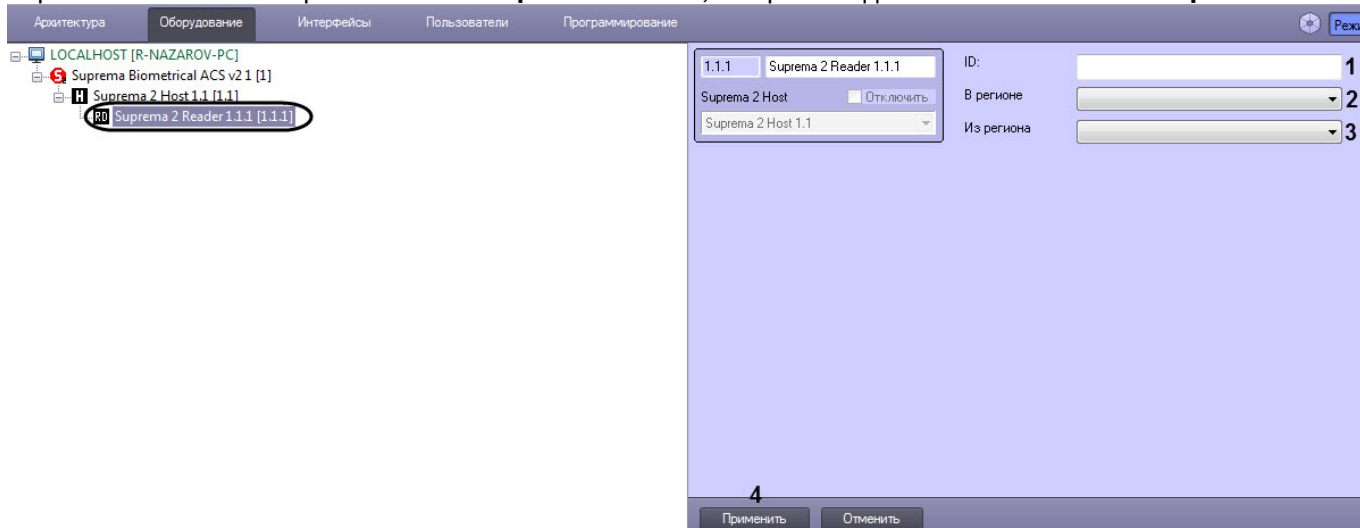 Архитектура Оборудование Интерфейсы Пользователи Программирование
LOCALHOST [R-NAZAROV-PC]
Suprema Biometrical ACS v2 1 [1]
H Suprema 2 Host 1.1 [1.1]
RD Suprema 2 Reader 1.1.1 [1.1.1]
1.1.1 Suprema 2 Reader 1.1.1
Suprema 2 Host Отключить
Suprema 2 Host 1.1
ID: 1
В регионе 2
Из региона 3
4
Применить Отменить